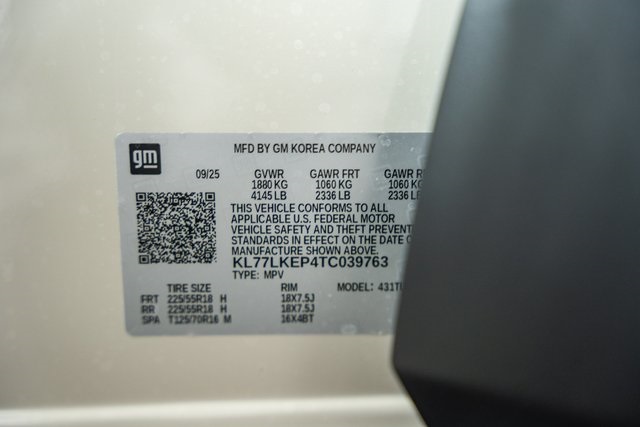 gm
MFD BY GM KOREA COMPANY
09/25 GVWR GAWR FRT GAWR
1880 KG 1060 KG 1060 KG
4145 LB 2336 LB 2336 LB
THIS VEHICLE CONFORMS TO ALL
APPLICABLE U.S. FEDERAL MOTOR
VEHICLE SAFETY AND THEFT PREVENT
STANDARDS IN EFFECT ON THE DATE O
MANUFACTURE SHOWN ABOVE.
KL77LKEP4TC039763
TYPE: MPV
TIRE SIZE RIM MODEL: 431TU
FRT 225/55R18 H 18X7.5J
RR 225/55R18 H 18X7.5J
SPA T125/70R16 M 16X4BT